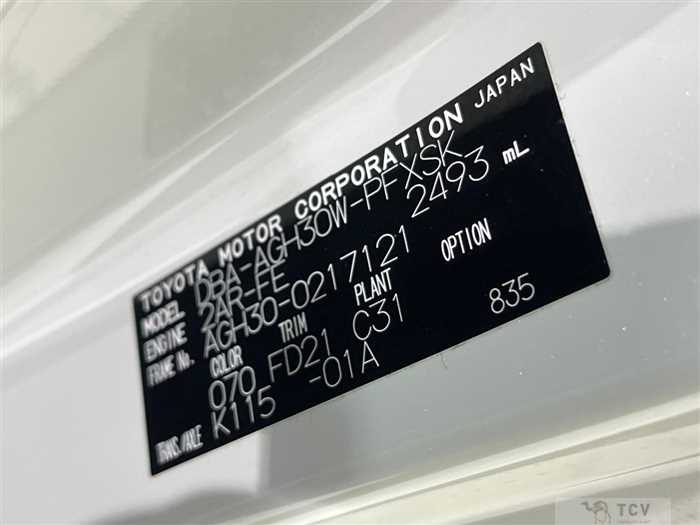 TOYOTA MOTOR CORPORATION JAPAN
MODEL DBA-AGH30W-PFXSK
ENGINE 2AR-FE 2493 mL
FRAME No. AGH30-0217121
COLOR TRIM PLANT OPTION
070 FD21 C31 835
TRANS./AXLE K115 -01A
TCV